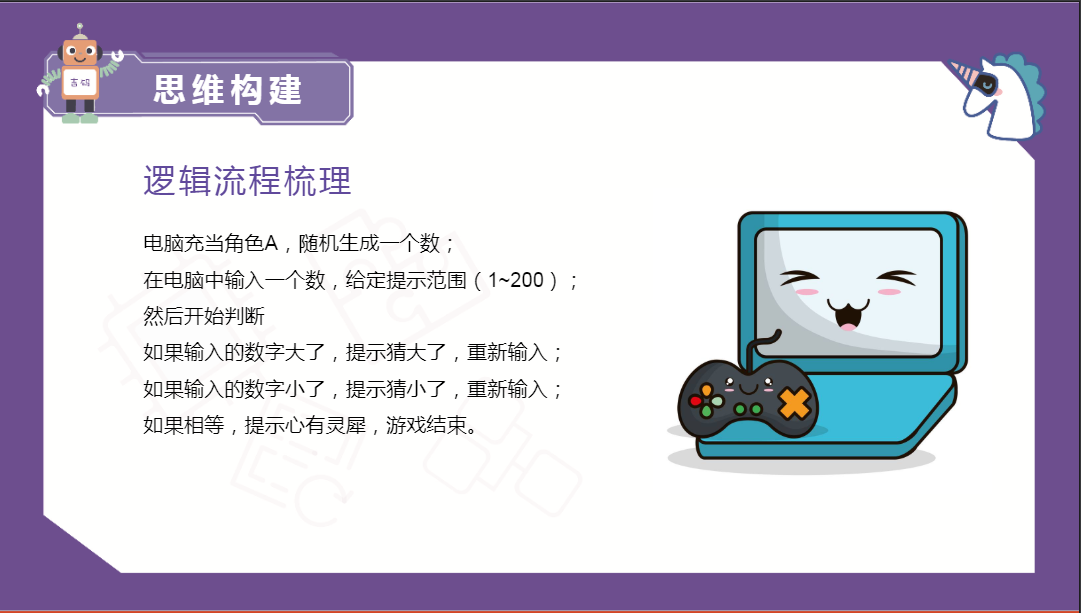 思维构建
逻辑流程梳理
电脑充当角色A，随机生成一个数；
在电脑中输入一个数，给定提示范围（1~200）；
然后开始判断
如果输入的数字大了，提示猜大了，重新输入；
如果输入的数字小了，提示猜小了，重新输入；
如果相等，提示心有灵犀，游戏结束。